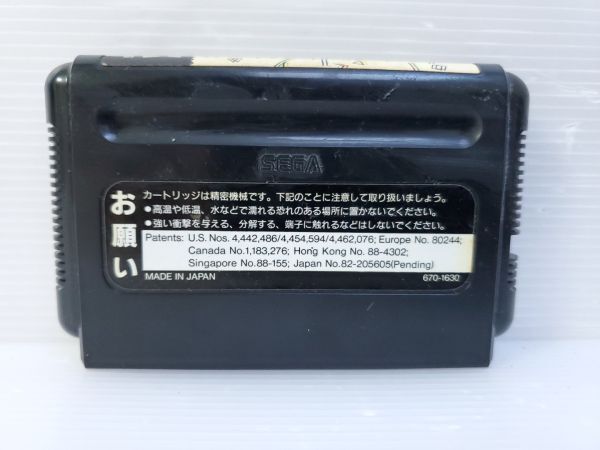 SEGA
お願い
カートリッジは精密機械です。下記のことに注意して取り扱いましょう。
●高温や低温、水などで濡れる恐れのある場所に置かないでください。
●強い衝撃を与える、分解する、端子に触れるなどはしないでください。
Patents: U.S. Nos. 4,442,486/4,454,594/4,462,076; Europe No. 80244;
Canada No.1,183,276; Hong Kong No. 88-4302;
Singapore No.88-155; Japan No.82-205605(Pending)
MADE IN JAPAN 670-1630